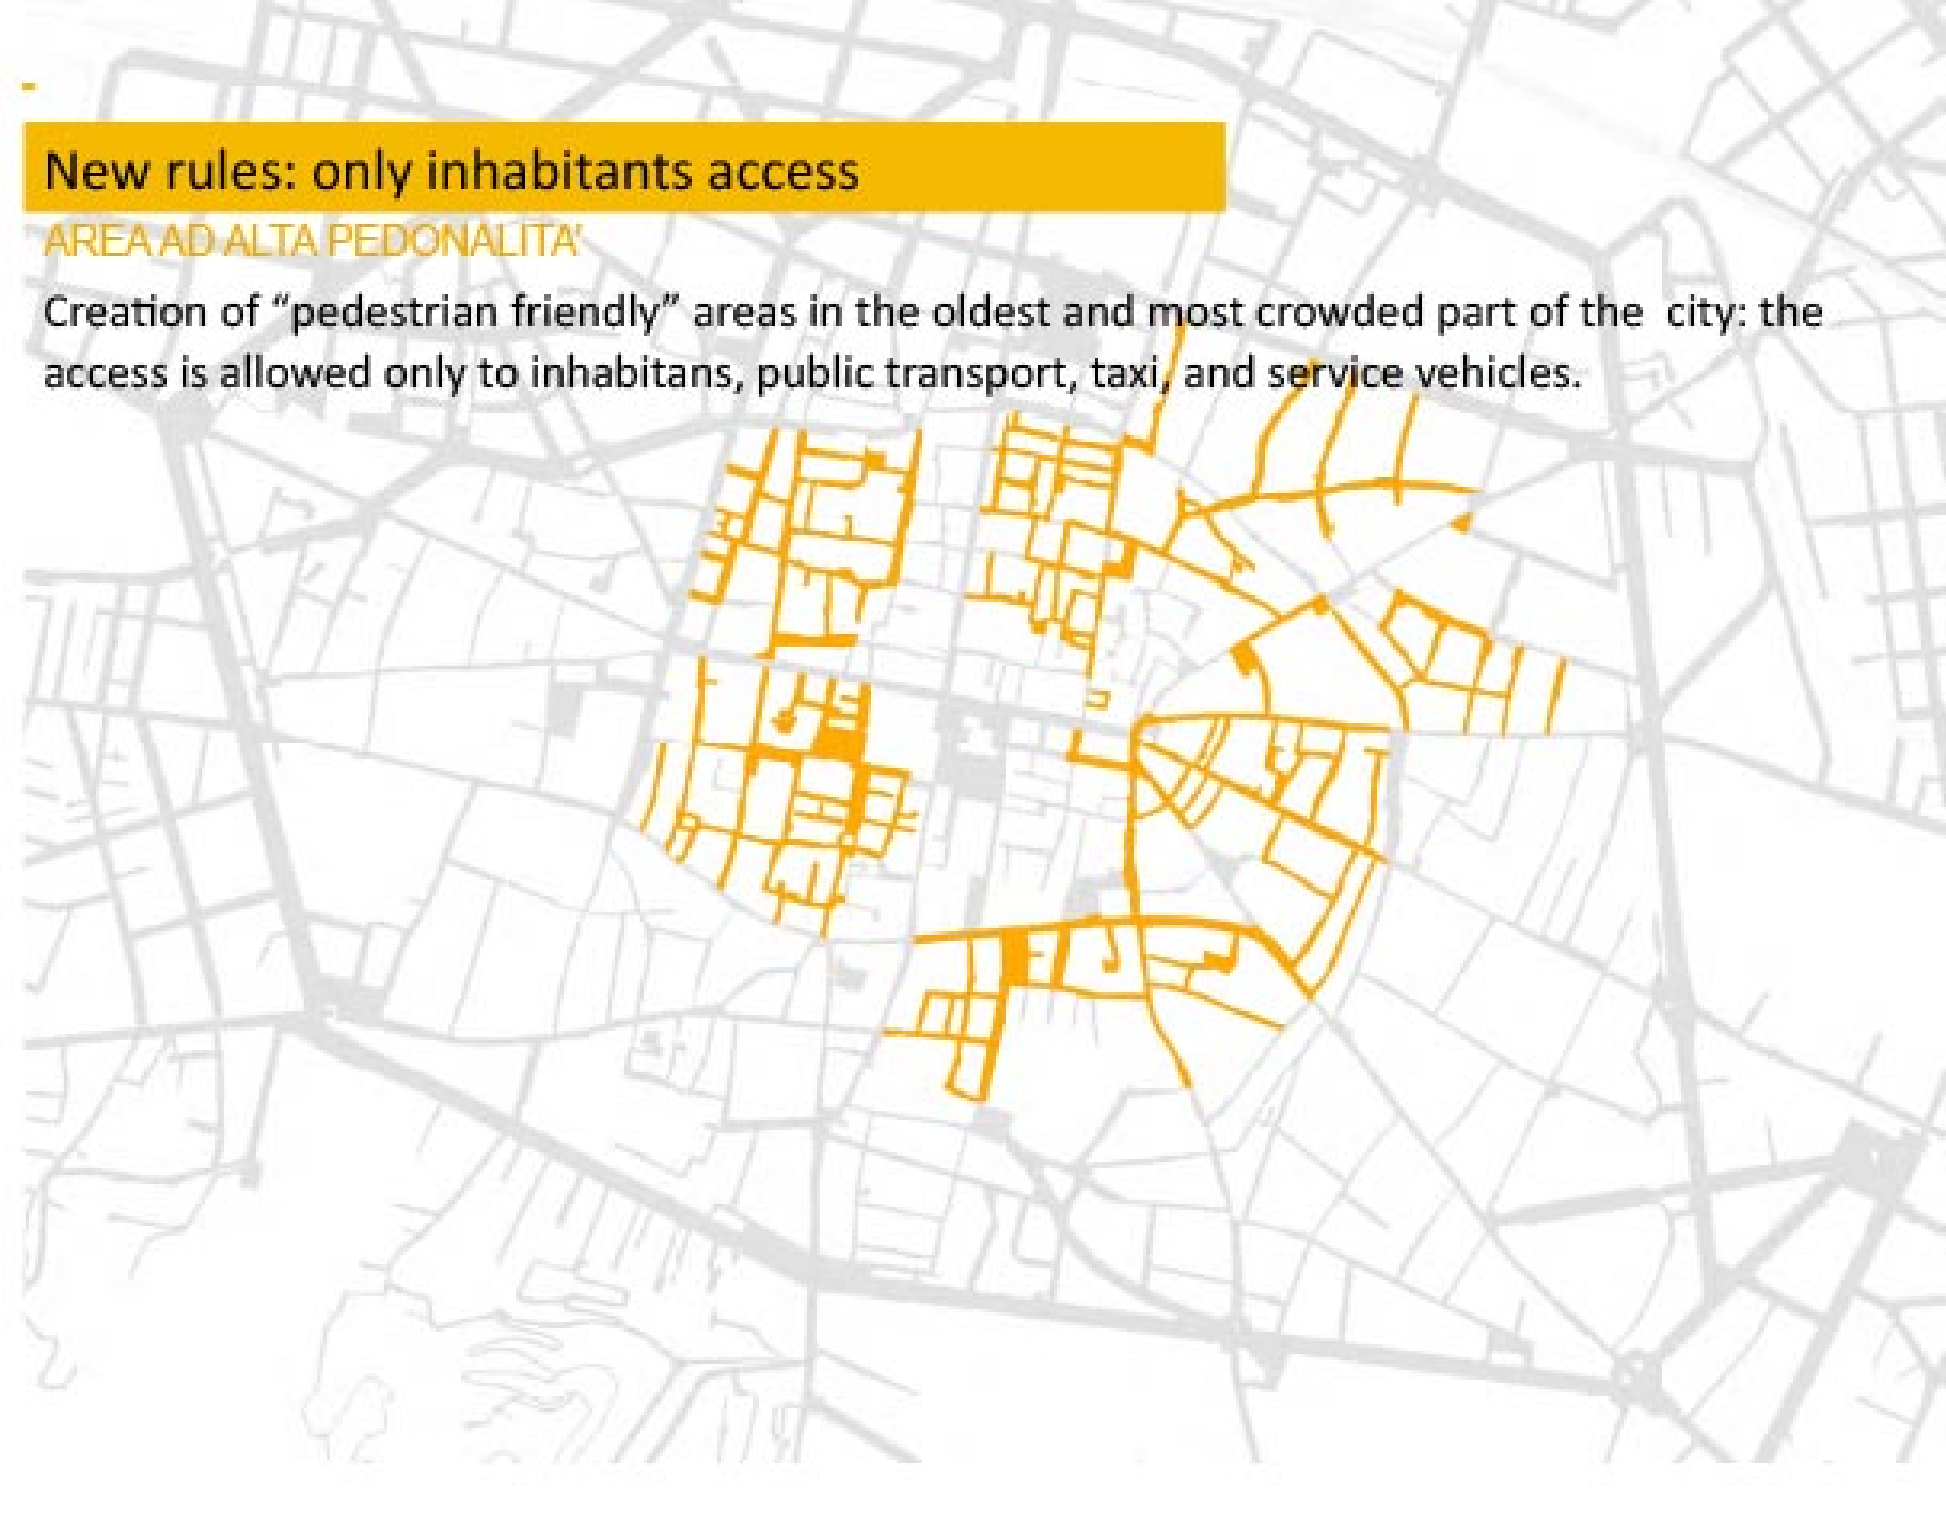 New rules: only inhabitants access
AREA AD ALTA PEDONALITA'
Creation of “pedestrian friendly” areas in the oldest and most crowded part of the city: the
access is allowed only to inhabitans, public transport, taxi, and service vehicles.